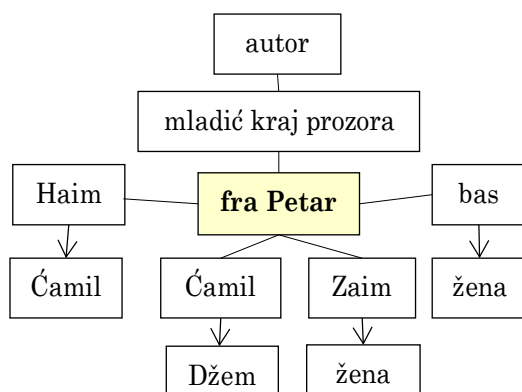 autor
mladić kraj prozora
Haim
fra Petar
bas
Ćamil
Ćamil
Zaim
žena
Džem
žena